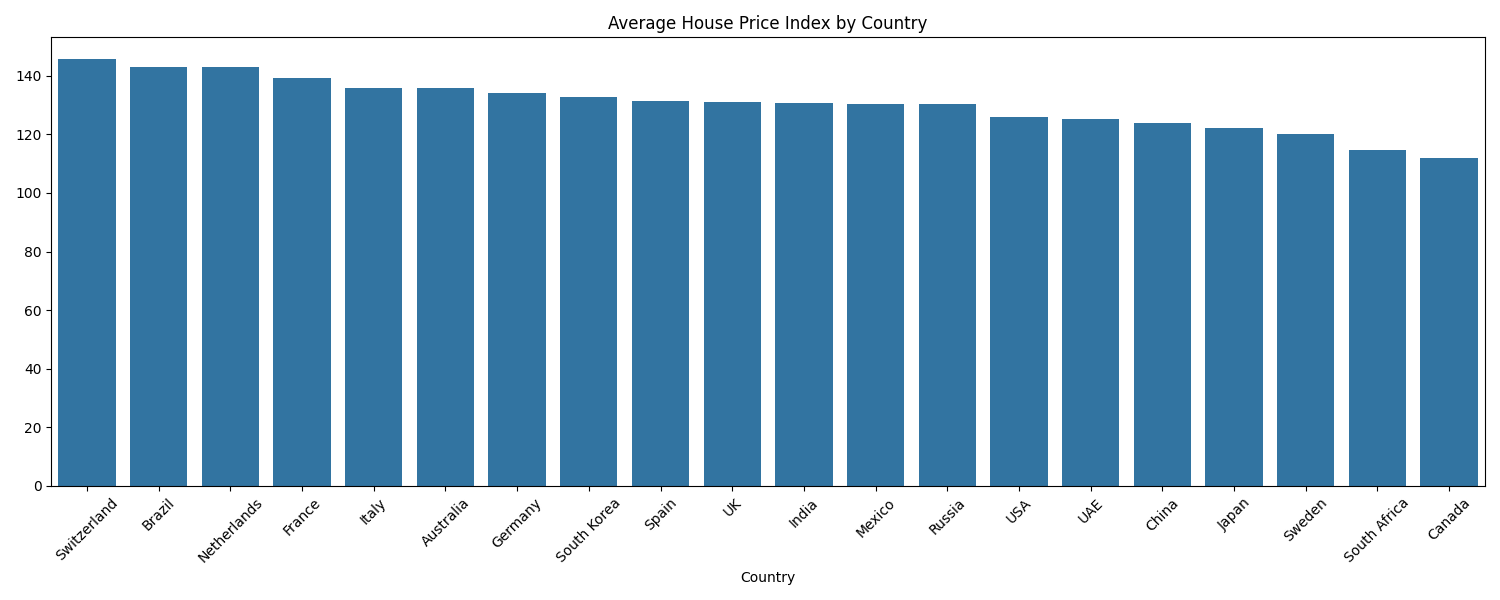 Average House Price Index by Country
140
120
100
80
60
40
20
0
Switzerland
Brazil
Netherlands
France
Italy
Australia
Germany
South Korea
Spain
UK
India
Mexico
Russia
USA
UAE
China
Japan
Sweden
South Africa
Canada
Country